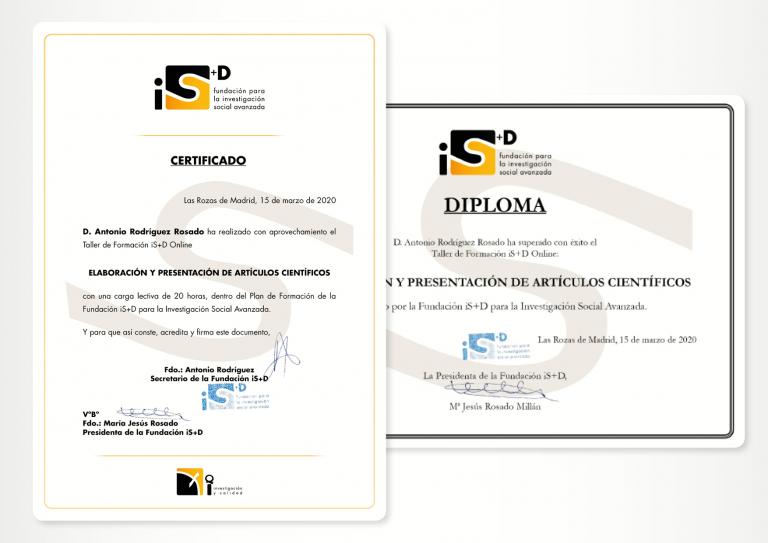 iS+D
fundación para
la investigación
social avanzada
CERTIFICADO
Las Rozas de Madrid, 15 de marzo de 2020
D. Antonio Rodríguez Rosado ha realizado con aprovechamiento el
Taller de Formación iS+D Online
ELABORACIÓN Y PRESENTACIÓN DE ARTÍCULOS CIENTÍFICOS
con una carga lectiva de 20 horas, dentro del Plan de Formación de la
Fundación iS+D para la Investigación Social Avanzada.
Y para que así conste, acredita y firma este documento,
Fdo.: Antonio Rodríguez
Secretario de la Fundación iS+D
iS+D
fundación para
la investigación
social avanzada
VºBº
Fdo.: María Jesús Rosado
Presidenta de la Fundación iS+D
investigación
y calidad
iS+D
fundación para
la investigación
social avanzada
DIPLOMA
D. Antonio Rodríguez Rosado ha superado con éxito el
Taller de Formación iS+D Online:
N Y PRESENTACIÓN DE ARTÍCULOS CIENTÍFICOS
o por la Fundación iS+D para la Investigación Social Avanzada.
iS+D
fundación para
la investigación
social avanzada
Las Rozas de Madrid, 15 de marzo de 2020
La Presidenta de la Fundación iS+D,
Mª Jesús Rosado Millán